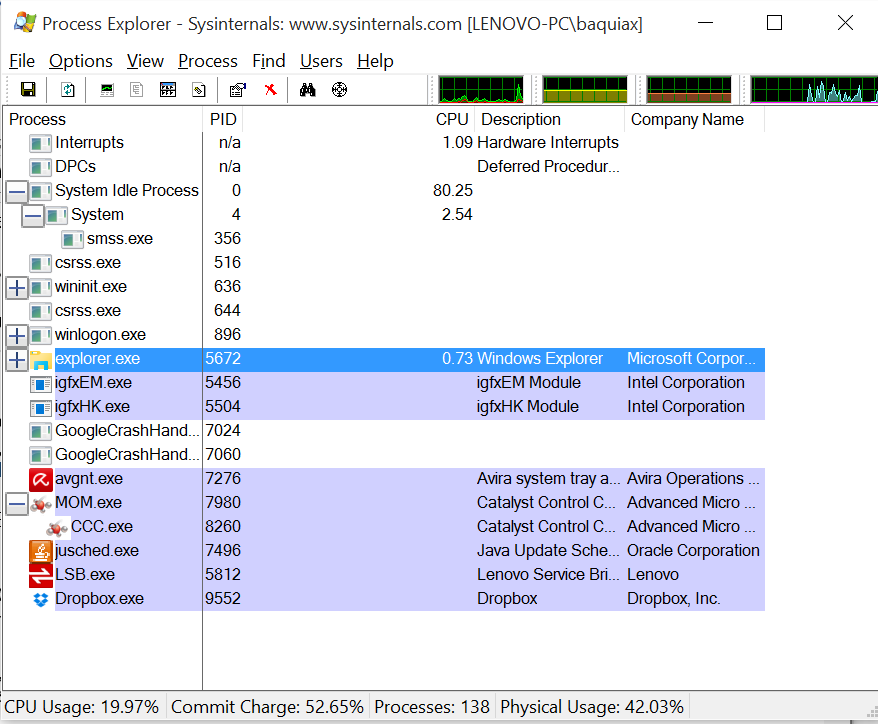 Process Explorer - Sysinternals: www.sysinternals.com [LENOVO-PC\baquiax]
File Options View Process Find Users Help
Process PID CPU Description Company Name
Interrupts n/a 1.09 Hardware Interrupts
DPCs n/a Deferred Procedur...
System Idle Process 0 80.25
System 4 2.54
smss.exe 356
csrss.exe 516
wininit.exe 636
csrss.exe 644
winlogon.exe 896
explorer.exe 5672 0.73 Windows Explorer Microsoft Corpor...
igfxEM.exe 5456 igfxEM Module Intel Corporation
igfxHK.exe 5504 igfxHK Module Intel Corporation
GoogleCrashHand... 7024
GoogleCrashHand... 7060
avgnt.exe 7276 Avira system tray a... Avira Operations ...
MOM.exe 7980 Catalyst Control C... Advanced Micro ...
CCC.exe 8260 Catalyst Control C... Advanced Micro ...
jusched.exe 7496 Java Update Sche... Oracle Corporation
LSB.exe 5812 Lenovo Service Bri... Lenovo
Dropbox.exe 9552 Dropbox Dropbox, Inc.
CPU Usage: 19.97% Commit Charge: 52.65% Processes: 138 Physical Usage: 42.03%